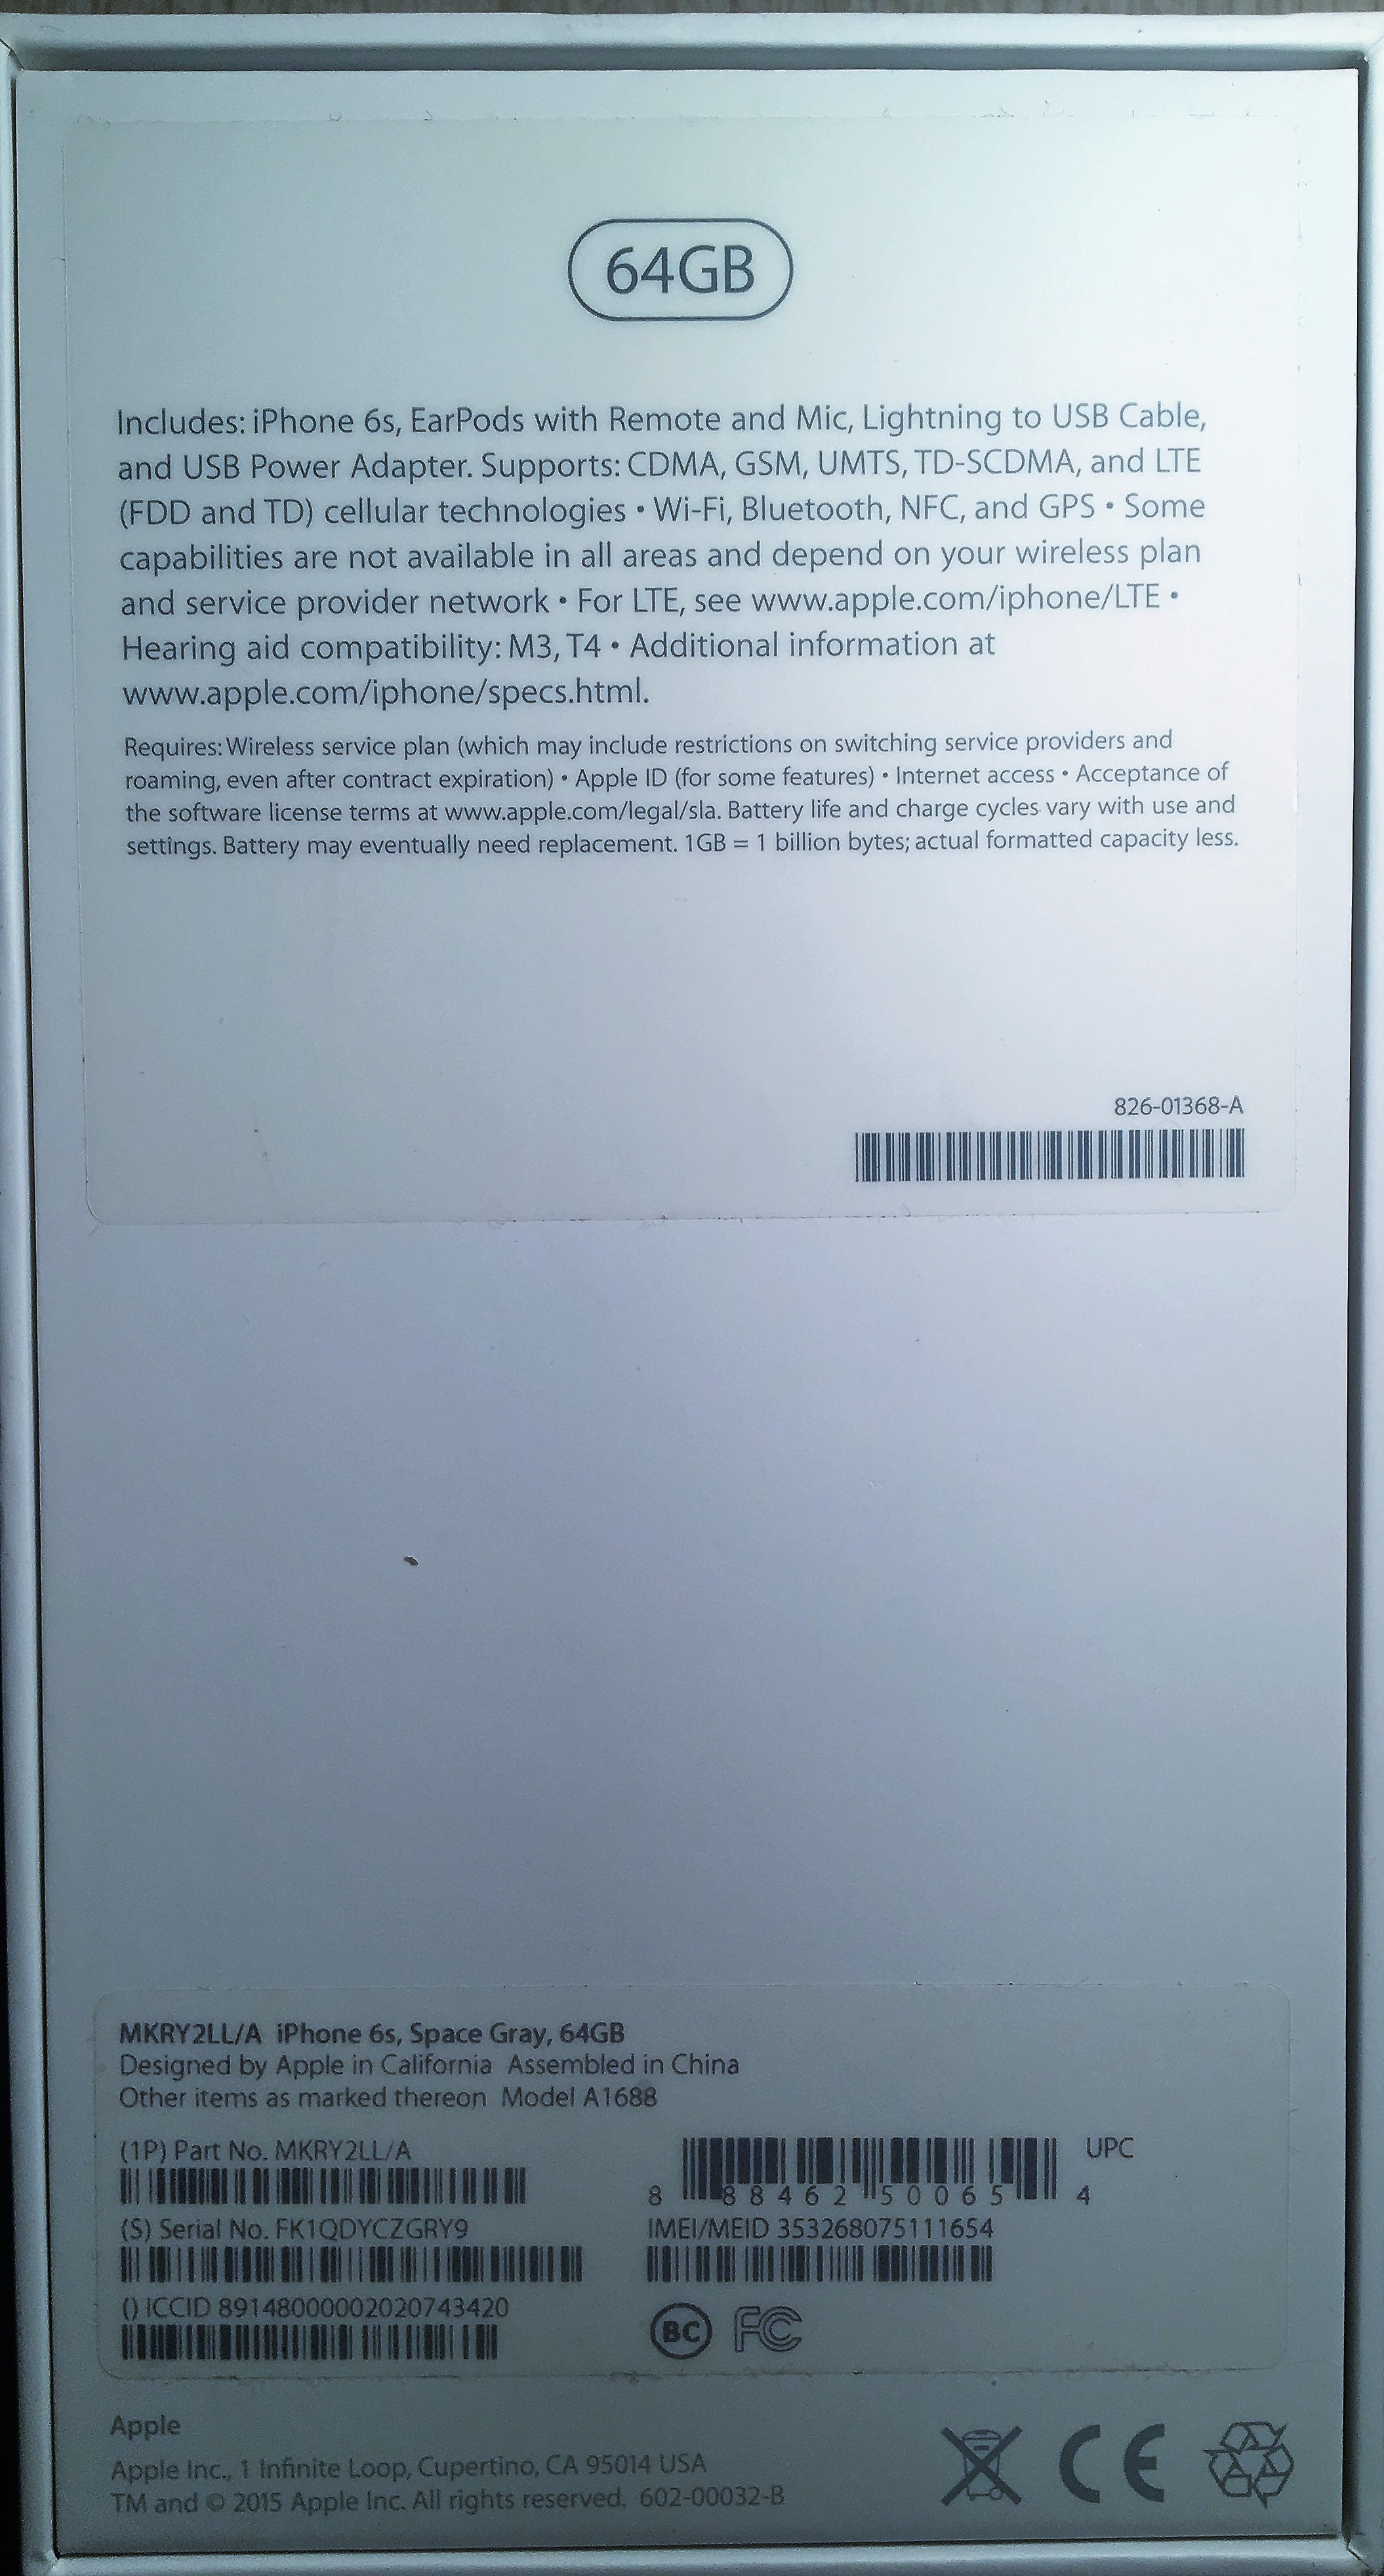 64GB
Includes: iPhone 6s, EarPods with Remote and Mic, Lightning to USB Cable,
and USB Power Adapter. Supports: CDMA, GSM, UMTS, TD-SCDMA, and LTE
(FDD and TD) cellular technologies • Wi-Fi, Bluetooth, NFC, and GPS • Some
capabilities are not available in all areas and depend on your wireless plan
and service provider network • For LTE, see www.apple.com/iphone/LTE •
Hearing aid compatibility: M3, T4 • Additional information at
www.apple.com/iphone/specs.html.
Requires: Wireless service plan (which may include restrictions on switching service providers and
roaming, even after contract expiration) • Apple ID (for some features) • Internet access • Acceptance of
the software license terms at www.apple.com/legal/sla. Battery life and charge cycles vary with use and
settings. Battery may eventually need replacement. 1GB = 1 billion bytes; actual formatted capacity less.
826-01368-A
MKRY2LL/A iPhone 6s, Space Gray, 64GB
Designed by Apple in California Assembled in China
Other items as marked thereon Model A1688
(1P) Part No. MKRY2LL/A
UPC
8 88462 50065 4
(S) Serial No. FK1QDYCZGRY9
IMEI/MEID 353268075111654
() ICCID 89148000002020743420
BC FC
Apple
Apple Inc., 1 Infinite Loop, Cupertino, CA 95014 USA
TM and © 2015 Apple Inc. All rights reserved. 602-00032-B
CE